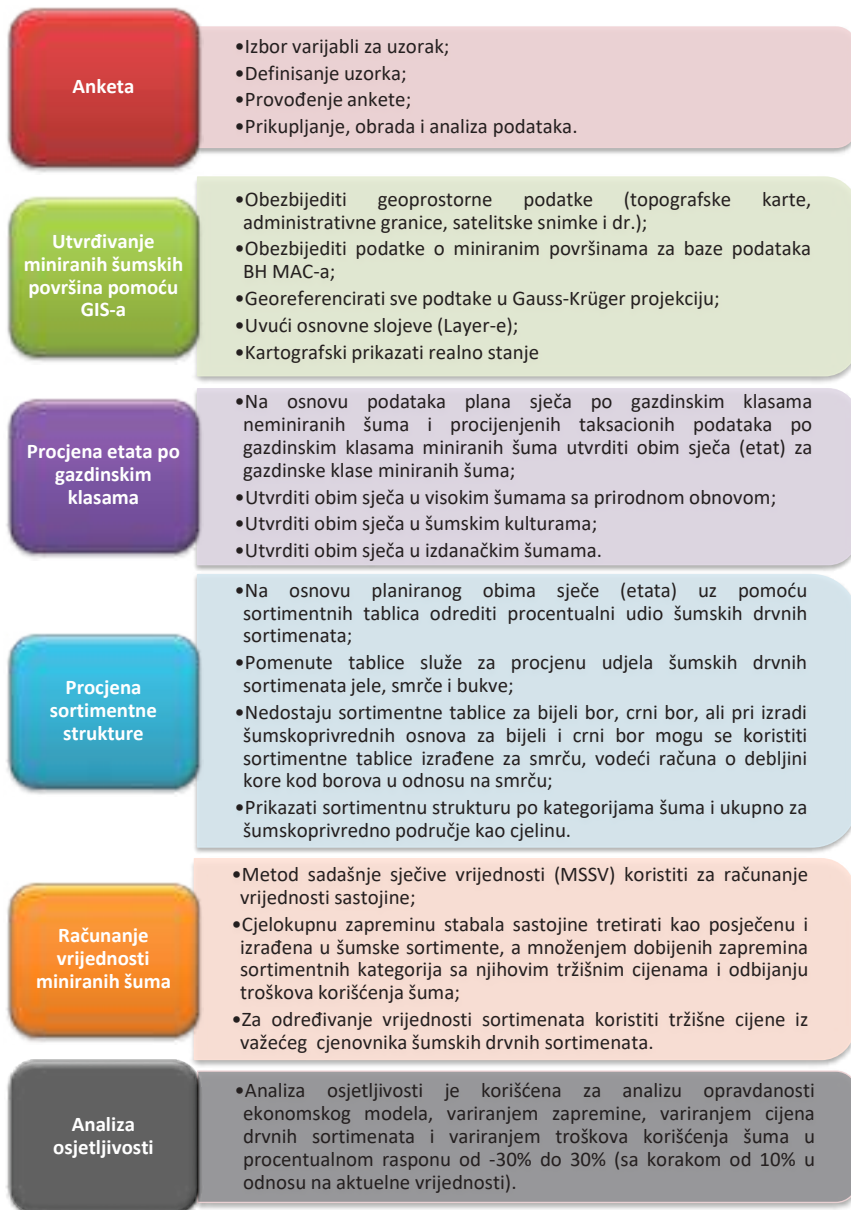 Anketa
•Izbor varijabli za uzorak;
•Definisanje uzorka;
•Provođenje ankete;
•Prikupljanje, obrada i analiza podataka.
Utvrđivanje
miniranih šumskih
površina pomoću
GIS-a
•Obezbijediti geoprostorne podatke (topografske karte,
administrativne granice, satelitske snimke i dr.);
•Obezbijediti podatke o miniranim površinama za baze podataka
BH MAC-a;
•Georeferencirati sve podtake u Gauss-Krüger projekciju;
•Uvući osnovne slojeve (Layer-e);
•Kartografski prikazati realno stanje
Procjena etata po
gazdinskim
klasama
•Na osnovu podataka plana sječa po gazdinskim klasama
neminiranih šuma i procijenjenih taksacionih podataka po
gazdinskim klasama miniranih šuma utvrditi obim sječa (etat) za
gazdinske klase miniranih šuma;
•Utvrditi obim sječa u visokim šumama sa prirodnom obnovom;
•Utvrditi obim sječa u šumskim kulturama;
•Utvrditi obim sječa u izdanačkim šumama.
Procjena
sortimentne
strukture
•Na osnovu planiranog obima sječe (etata) uz pomoću
sortimentnih tablica odrediti procentualni udio šumskih drvnih
sortimenata;
•Pomenute tablice služe za procjenu udjela šumskih drvnih
sortimenata jele, smrče i bukve;
•Nedostaju sortimentne tablice za bijeli bor, crni bor, ali pri izradi
šumskoprivrednih osnova za bijeli i crni bor mogu se koristiti
sortimentne tablice izrađene za smrču, vodeći računa o debljini
kore kod borova u odnosu na smrču;
•Prikazati sortimentnu strukturu po kategorijama šuma i ukupno za
šumskoprivredno područje kao cjelinu.
Računanje
vrijednosti
miniranih šuma
•Metod sadašnje sječive vrijednosti (MSSV) koristiti za računanje
vrijednosti sastojine;
•Cjelokupnu zapreminu stabala sastojine tretirati kao posječenu i
izrađena u šumske sortimente, a množenjem dobijenih zapremina
sortimentnih kategorija sa njihovim tržišnim cijenama i odbijanju
troškova korišćenja šuma;
•Za određivanje vrijednosti sortimenata koristiti tržišne cijene iz
važećeg cjenovnika šumskih drvnih sortimenata.
Analiza
osjetljivosti
•Analiza osjetljivosti je korišćena za analizu opravdanosti
ekonomskog modela, variranjem zapremine, variranjem cijena
drvnih sortimenata i variranjem troškova korišćenja šuma u
procentualnom rasponu od -30% do 30% (sa korakom od 10% u
odnosu na aktuelne vrijednosti).